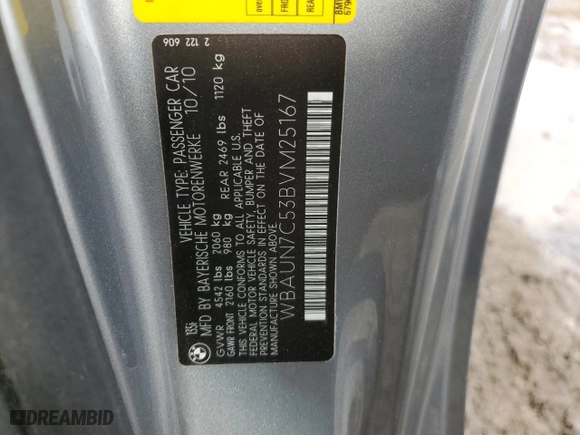 135i
VEHICLE TYPE: PASSENGER CAR
MFD BY BAYERISCHE MOTORENWERKE 10/10
GVWR 4542 lbs 2060 kg
GAWR FRONT 2160 lbs 980 kg REAR 2469 lbs 1120 kg
THIS VEHICLE CONFORMS TO ALL APPLICABLE U.S.
FEDERAL MOTOR VEHICLE SAFETY, BUMPER AND THEFT
PREVENTION STANDARDS IN EFFECT ON THE DATE OF
MANUFACTURE SHOWN ABOVE.
WBAUN7C53BVM25167
2 122 606
BMW
DREAMBID